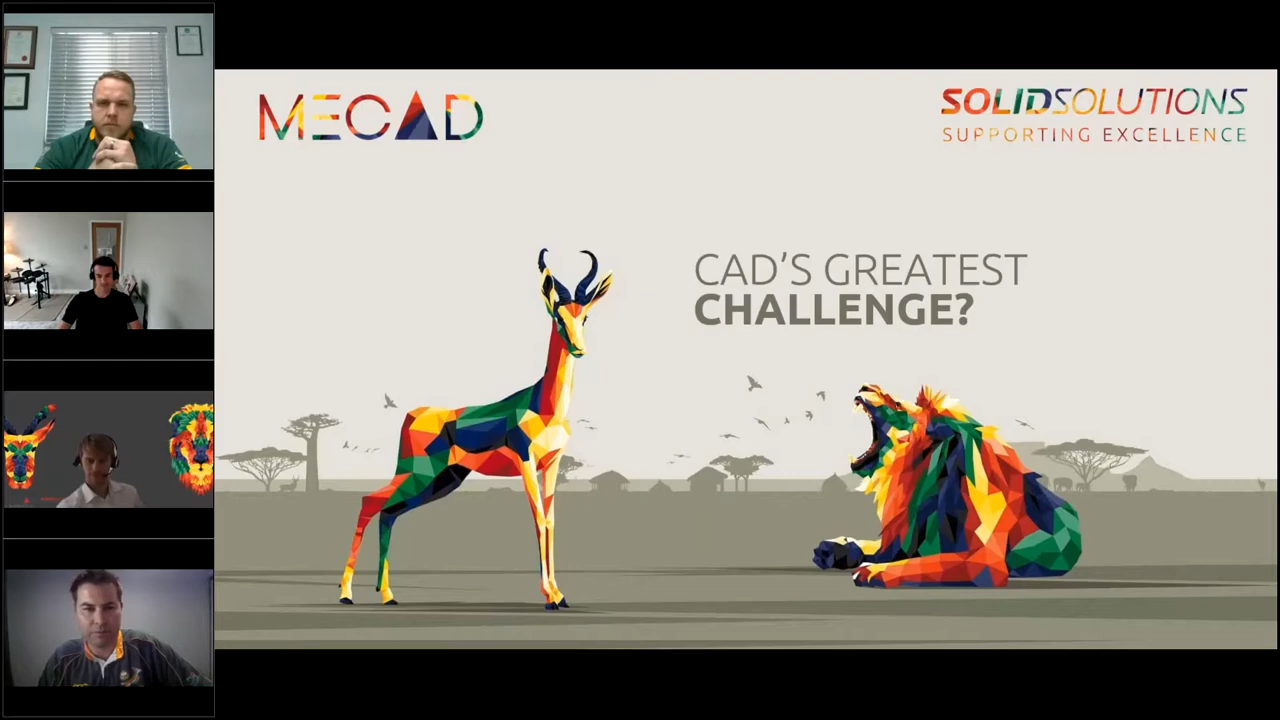 MECAD
SOLIDSOLUTIONS
SUPPORTING EXCELLENCE
CAD'S GREATEST
CHALLENGE?